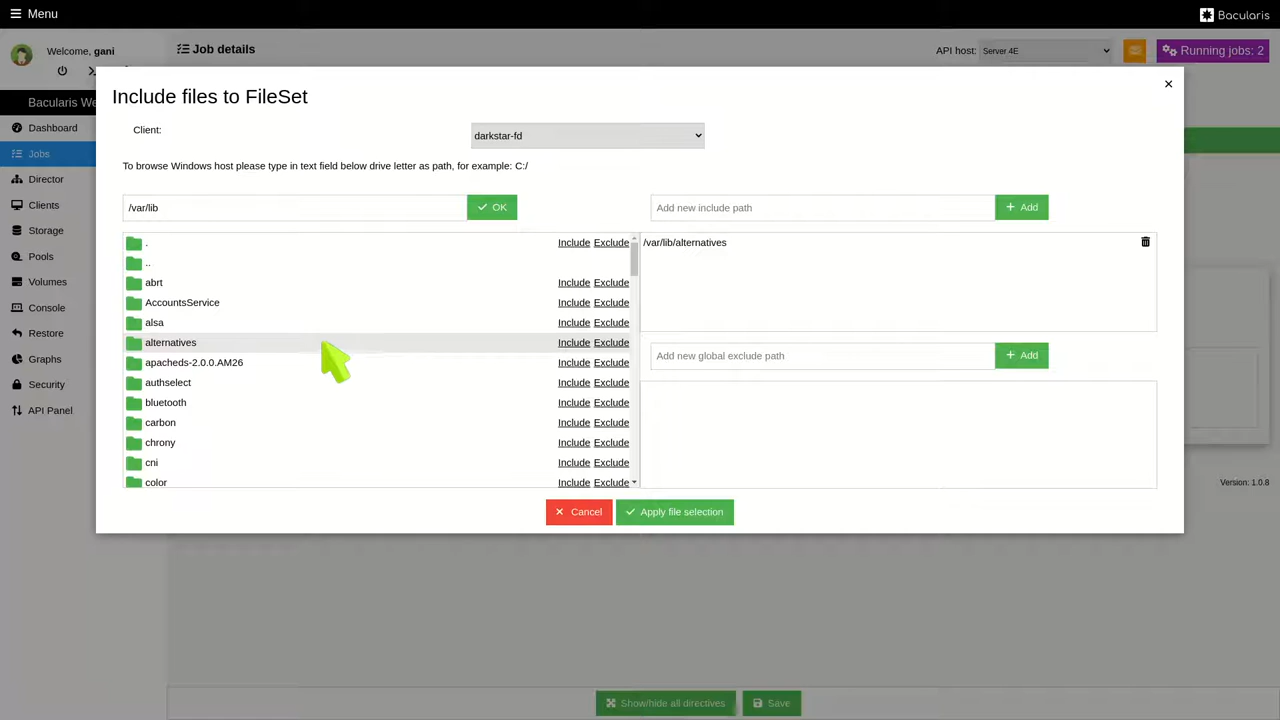 Menu
Bacularis
Welcome, gani
Job details
API host:
Server 4E
Running jobs: 2
Bacularis We
Dashboard
Jobs
Director
Clients
Storage
Pools
Volumes
Console
Restore
Graphs
Security
API Panel
Include files to FileSet
Client:
darkstar-fd
To browse Windows host please type in text field below drive letter as path, for example: C:/
/var/lib
OK
Add new include path
Add
. Include Exclude
..
abrt Include Exclude
AccountsService Include Exclude
alsa Include Exclude
alternatives Include Exclude
apacheds-2.0.0.AM26 Include Exclude
authselect Include Exclude
bluetooth Include Exclude
carbon Include Exclude
chrony Include Exclude
cni Include Exclude
color Include Exclude
/var/lib/alternatives
Add new global exclude path
Add
Cancel
Apply file selection
Version: 1.0.8
Show/hide all directives
Save